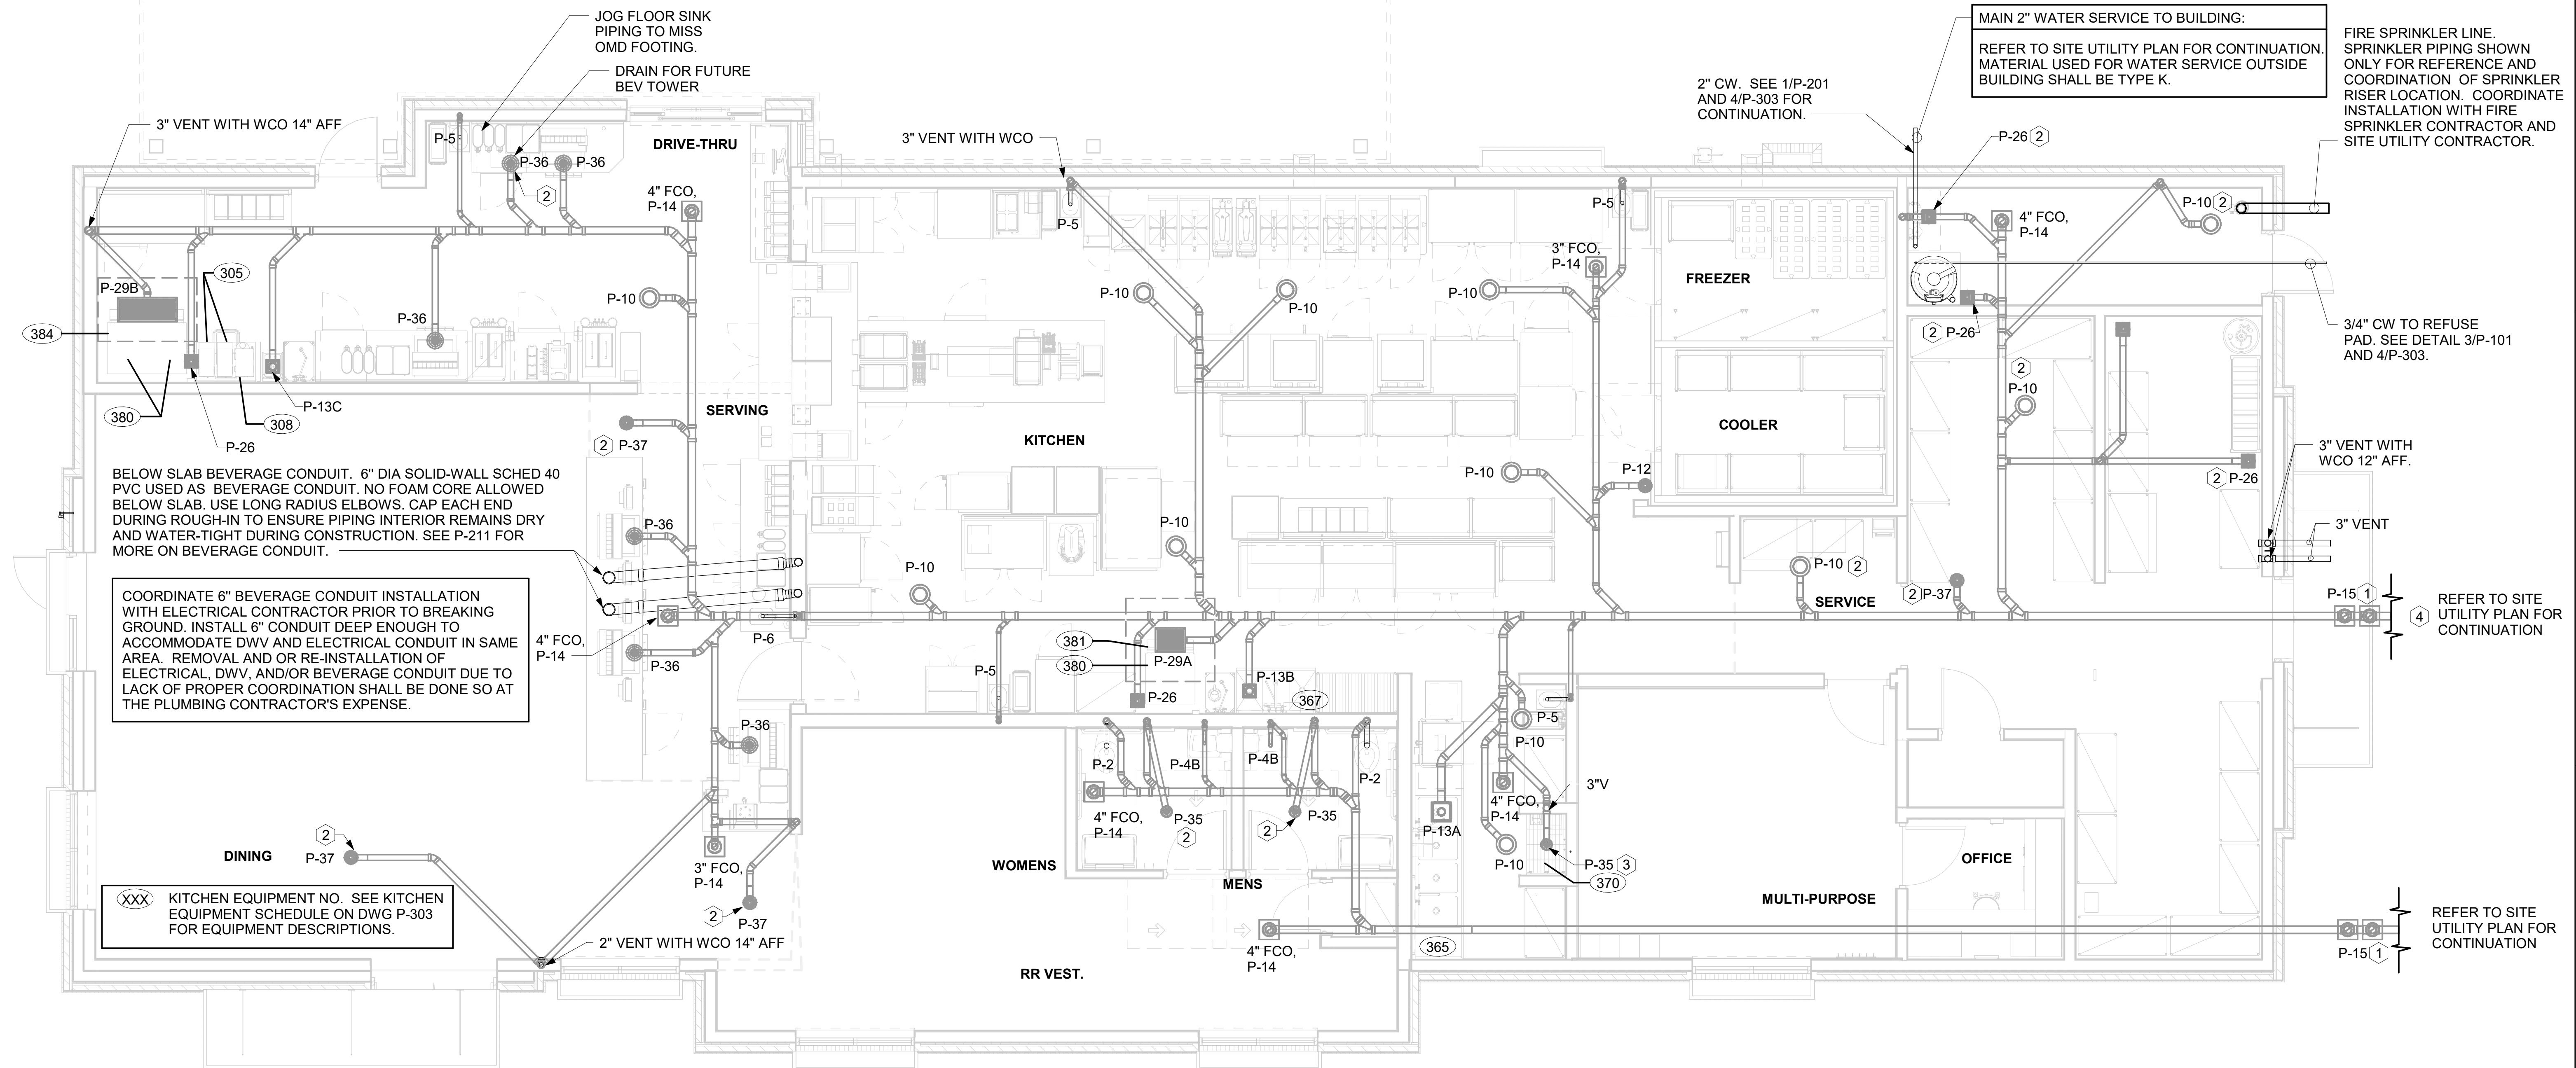 JOG FLOOR SINK
PIPING TO MISS
OMD FOOTING.
DRAIN FOR FUTURE
BEV TOWER
MAIN 2" WATER SERVICE TO BUILDING:
REFER TO SITE UTILITY PLAN FOR CONTINUATION.
MATERIAL USED FOR WATER SERVICE OUTSIDE
BUILDING SHALL BE TYPE K.
FIRE SPRINKLER LINE.
SPRINKLER PIPING SHOWN
ONLY FOR REFERENCE AND
COORDINATION OF SPRINKLER
RISER LOCATION. COORDINATE
INSTALLATION WITH FIRE
SPRINKLER CONTRACTOR AND
SITE UTILITY CONTRACTOR.
2" CW. SEE 1/P-201
AND 4/P-303 FOR
CONTINUATION.
3" VENT WITH WCO 14" AFF
P-5
DRIVE-THRU
3" VENT WITH WCO
P-26 2
P-36
P-36
2
4" FCO,
P-14
P-5
P-5
P-10 2
4" FCO,
P-14
3" FCO,
P-14
FREEZER
305
P-29B
384
P-36
P-10
P-10
P-10
P-10
2 P-26
3/4" CW TO REFUSE
PAD. SEE DETAIL 3/P-101
AND 4/P-303.
2
P-10
380
P-13C
308
P-26
SERVING
KITCHEN
COOLER
2 P-37
P-10
P-12
3" VENT WITH
WCO 12" AFF.
2 P-26
BELOW SLAB BEVERAGE CONDUIT. 6" DIA SOLID-WALL SCHED 40
PVC USED AS BEVERAGE CONDUIT. NO FOAM CORE ALLOWED
BELOW SLAB. USE LONG RADIUS ELBOWS. CAP EACH END
DURING ROUGH-IN TO ENSURE PIPING INTERIOR REMAINS DRY
AND WATER-TIGHT DURING CONSTRUCTION. SEE P-211 FOR
MORE ON BEVERAGE CONDUIT.
P-36
P-10
3" VENT
P-10
P-10 2
COORDINATE 6" BEVERAGE CONDUIT INSTALLATION
WITH ELECTRICAL CONTRACTOR PRIOR TO BREAKING
GROUND. INSTALL 6" CONDUIT DEEP ENOUGH TO
ACCOMMODATE DWV AND ELECTRICAL CONDUIT IN SAME
AREA. REMOVAL AND OR RE-INSTALLATION OF
ELECTRICAL, DWV, AND/OR BEVERAGE CONDUIT DUE TO
LACK OF PROPER COORDINATION SHALL BE DONE SO AT
THE PLUMBING CONTRACTOR'S EXPENSE.
4" FCO,
P-14
P-6
P-36
SERVICE
2 P-37
P-15 1
4
REFER TO SITE
UTILITY PLAN FOR
CONTINUATION
381
380
P-29A
P-5
P-26
P-13B
367
P-36
P-5
P-10
P-2
P-4B
P-4B
P-2
3"V
4" FCO,
P-14
P-35
2
2
P-35
P-13A
4" FCO,
P-14
P-10
P-35 3
370
2
P-37
DINING
3" FCO,
P-14
WOMENS
MENS
OFFICE
MULTI-PURPOSE
XXX
KITCHEN EQUIPMENT NO. SEE KITCHEN
EQUIPMENT SCHEDULE ON DWG P-303
FOR EQUIPMENT DESCRIPTIONS.
2
P-37
2" VENT WITH WCO 14" AFF
4" FCO,
P-14
365
RR VEST.
P-15 1
REFER TO SITE
UTILITY PLAN FOR
CONTINUATION